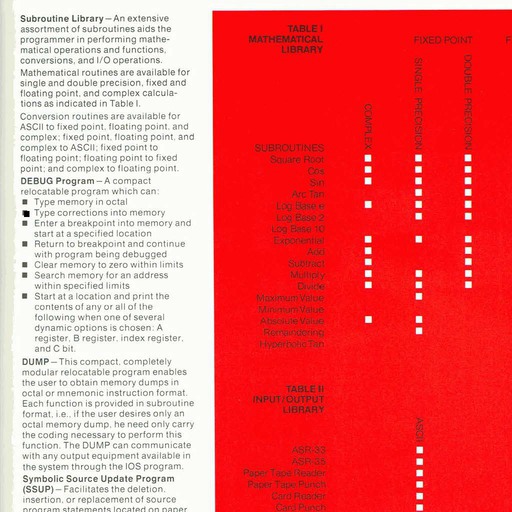 Subroutine Library — An extensive
assortment of subroutines aids the
programmer in performing mathe-
matical operations and functions,
conversions, and I/O operations.
Mathematical routines are available for
single and double precision, fixed and
floating point, and complex calcula-
tions as indicated in Table I.
Conversion routines are available for
ASCII to fixed point, floating point, and
complex; fixed point, floating point, and
complex to ASCII; fixed point to
floating point; floating point to fixed
point; and complex to floating point.
DEBUG Program — A compact
relocatable program which can:
■ Type memory in octal
■ Type corrections into memory
■ Enter a breakpoint into memory and
start at a specified location
■ Return to breakpoint and continue
with program being debugged
■ Clear memory to zero within limits
■ Search memory for an address
within specified limits
■ Start at a location and print the
contents of any or all of the
following when one of several
dynamic options is chosen: A
register, B register, index register,
and C bit.
DUMP — This compact, completely
modular relocatable program enables
the user to obtain memory dumps in
octal or mnemonic instruction format.
Each function is provided in subroutine
format, i.e., if the user desires only an
octal memory dump, he need only carry
the coding necessary to perform this
function. The DUMP can communicate
with any output equipment available in
the system through the IOS program.
Symbolic Source Update Program
(SSUP) — Facilitates the deletion,
insertion, or replacement of source
program statements located on paper
TABLE I
MATHEMATICAL
LIBRARY
FIXED POINT
F
COMPLEX
SINGLE PRECISION
DOUBLE PRECISION
SUBROUTINES
Square Root
Cos
Sin
Arc Tan
Log Base e
Log Base 2
Log Base 10
Exponential
Add
Subtract
Multiply
Divide
Maximum Value
Minimum Value
Absolute Value
Remaindering
Hyperbolic Tan
TABLE II
INPUT/OUTPUT
LIBRARY
ASCII
ASR-33
ASR-35
Paper Tape Reader
Paper Tape Punch
Card Reader
Card Punch